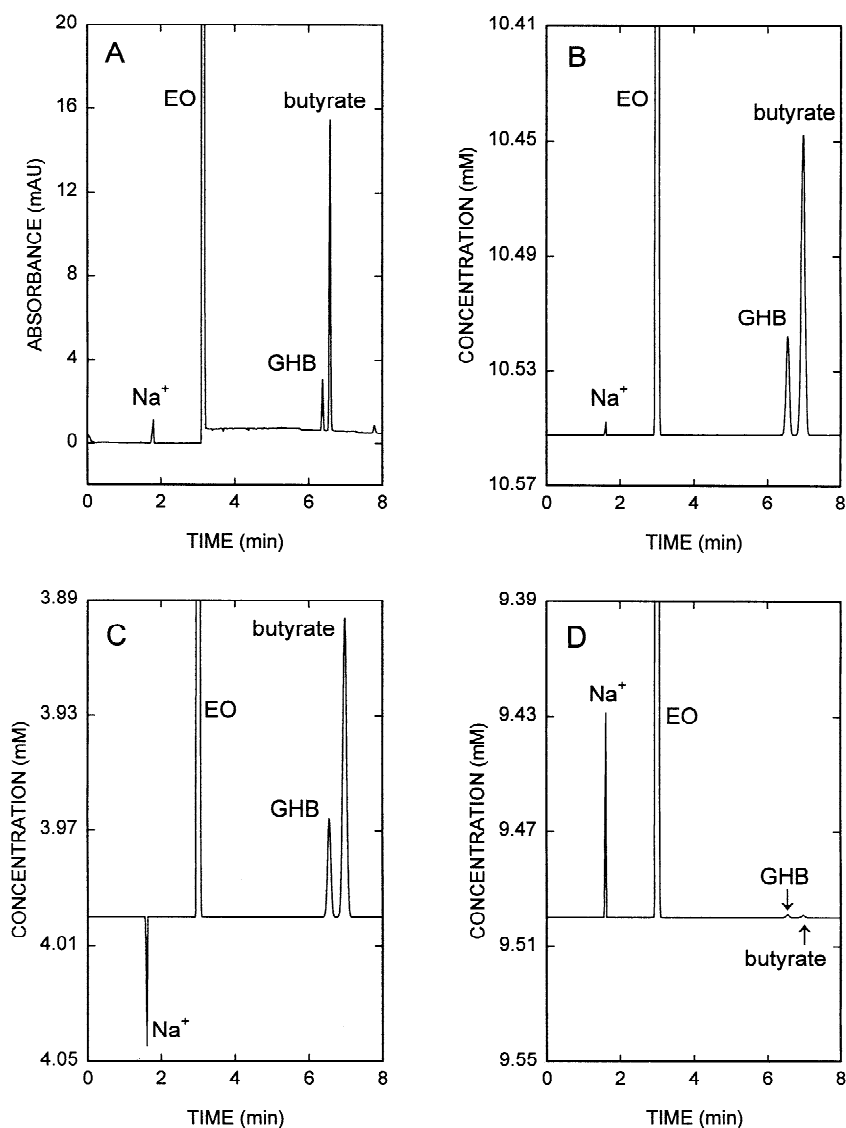 A
ABSORBANCE (mAU)
20
16
12
8
4
0
EO
butyrate
GHB
Na+
0 2 4 6 8
TIME (min)
B
CONCENTRATION (mM)
10.41
10.45
10.49
10.53
10.57
EO
butyrate
GHB
Na+
0 2 4 6 8
TIME (min)
C
CONCENTRATION (mM)
3.89
3.93
3.97
4.01
4.05
butyrate
EO
GHB
Na+
0 2 4 6 8
TIME (min)
D
CONCENTRATION (mM)
9.39
9.43
9.47
9.51
9.55
Na+
EO
GHB
butyrate
0 2 4 6 8
TIME (min)